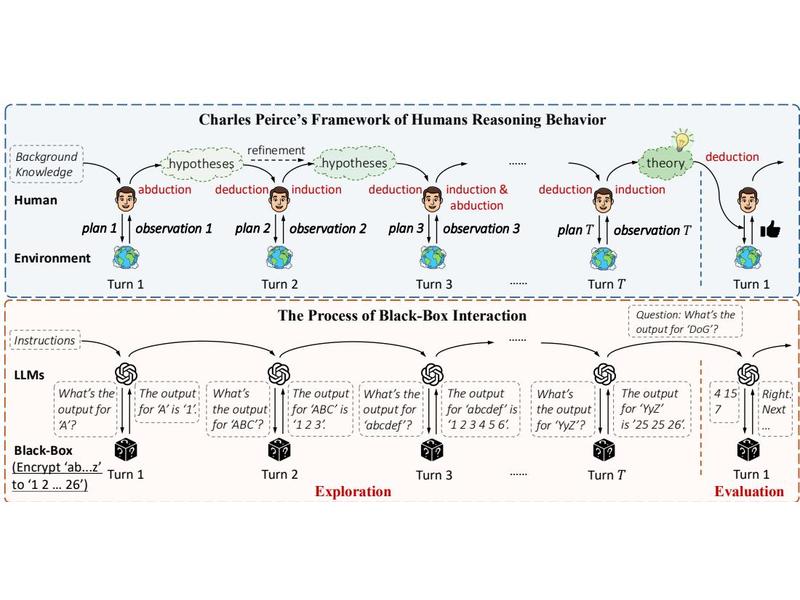 Charles Peirce's Framework of Humans Reasoning Behavior
Background
Knowledge
hypotheses
refinement
hypotheses
......
theory
deduction
Human
abduction
deduction
induction
deduction
induction &
abduction
deduction
induction
plan 1
observation 1
plan 2
observation 2
plan 3
observation 3
plan T
observation T
Environment
Turn 1
Turn 2
Turn 3
......
Turn T
Turn 1
The Process of Black-Box Interaction
Instructions
......
Question: What's the
output for 'DoG'?
LLMs
What's the
output for
'A'?
The output
for 'A' is '1'.
What's
the output
for 'ABC'?
The output
for 'ABC' is
'1 2 3'.
What's the
output for
'abcdef'?
The output
for 'abcdef' is
'1 2 3 4 5 6'.
What's
the output
for 'YyZ'?
The output
for 'YyZ'
is '25 25 26'.
4 15
7
Right.
Next
...
Black-Box
(Encrypt 'ab...z'
to '1 2 ... 26')
Turn 1
Turn 2
Turn 3
......
Turn T
Turn 1
Exploration
Evaluation